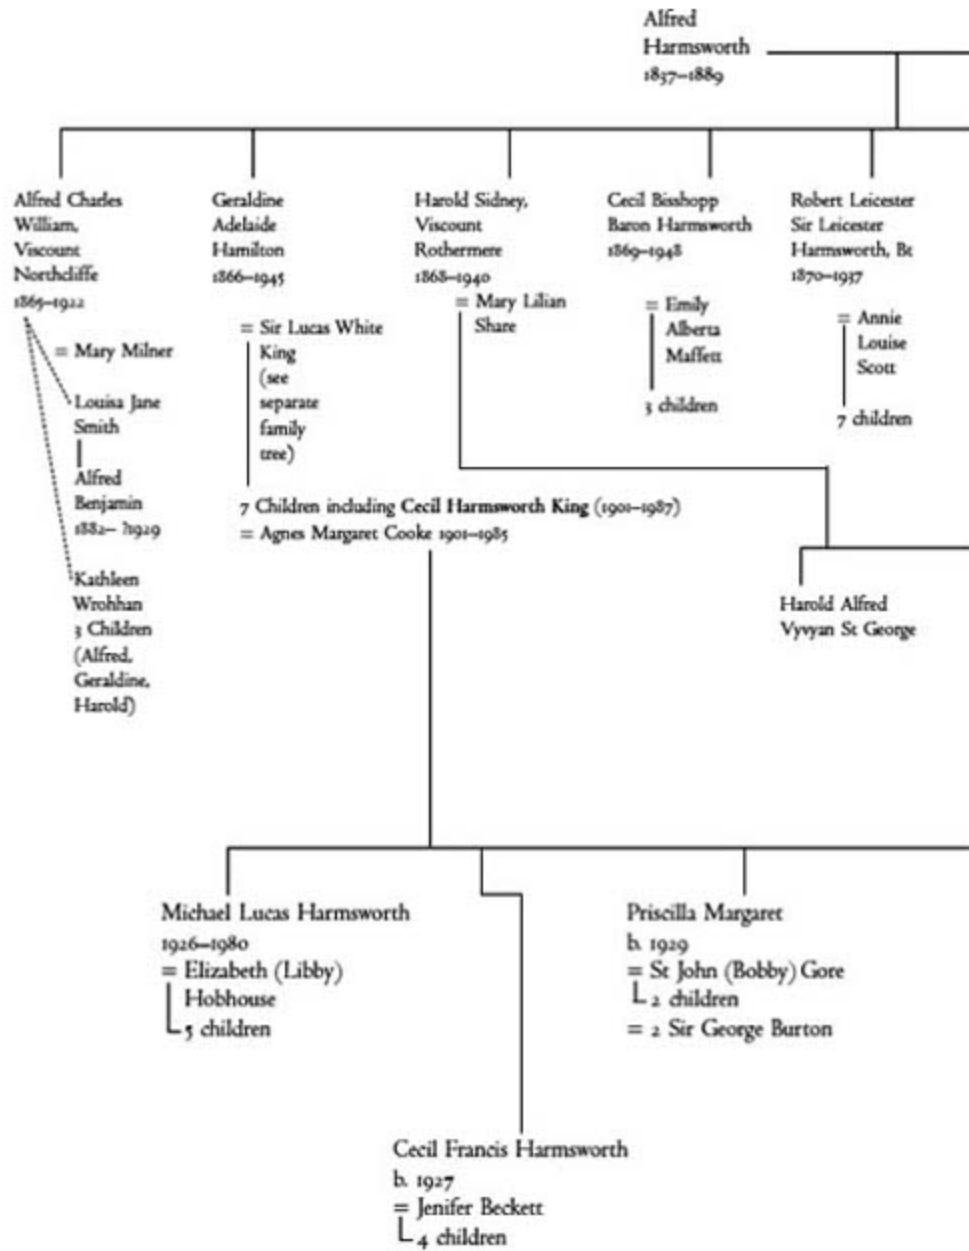 Alfred
Harmsworth
1837–1889
Alfred Charles
William,
Viscount
Northcliffe
1865–1922
= Mary Milner
Louisa Jane
Smith
Alfred
Benjamin
1882– ?1929
Kathleen
Wrohhan
3 Children
(Alfred,
Geraldine,
Harold)
Geraldine
Adelaide
Hamilton
1866–1945
= Sir Lucas White
King
(see
separate
family
tree)
7 Children including Cecil Harmsworth King (1901–1987)
= Agnes Margaret Cooke 1901–1985
Harold Sidney,
Viscount
Rothermere
1868–1940
= Mary Lilian
Share
Cecil Bisshopp
Baron Harmsworth
1869–1948
= Emily
Alberta
Maffett
3 children
Robert Leicester
Sir Leicester
Harmsworth, Bt
1870–1937
= Annie
Louise
Scott
7 children
Harold Alfred
Vyvyan St George
Michael Lucas Harmsworth
1926–1980
= Elizabeth (Libby)
Hobhouse
5 children
Cecil Francis Harmsworth
b. 1927
= Jenifer Beckett
4 children
Priscilla Margaret
b. 1929
= St John (Bobby) Gore
2 children
= 2 Sir George Burton